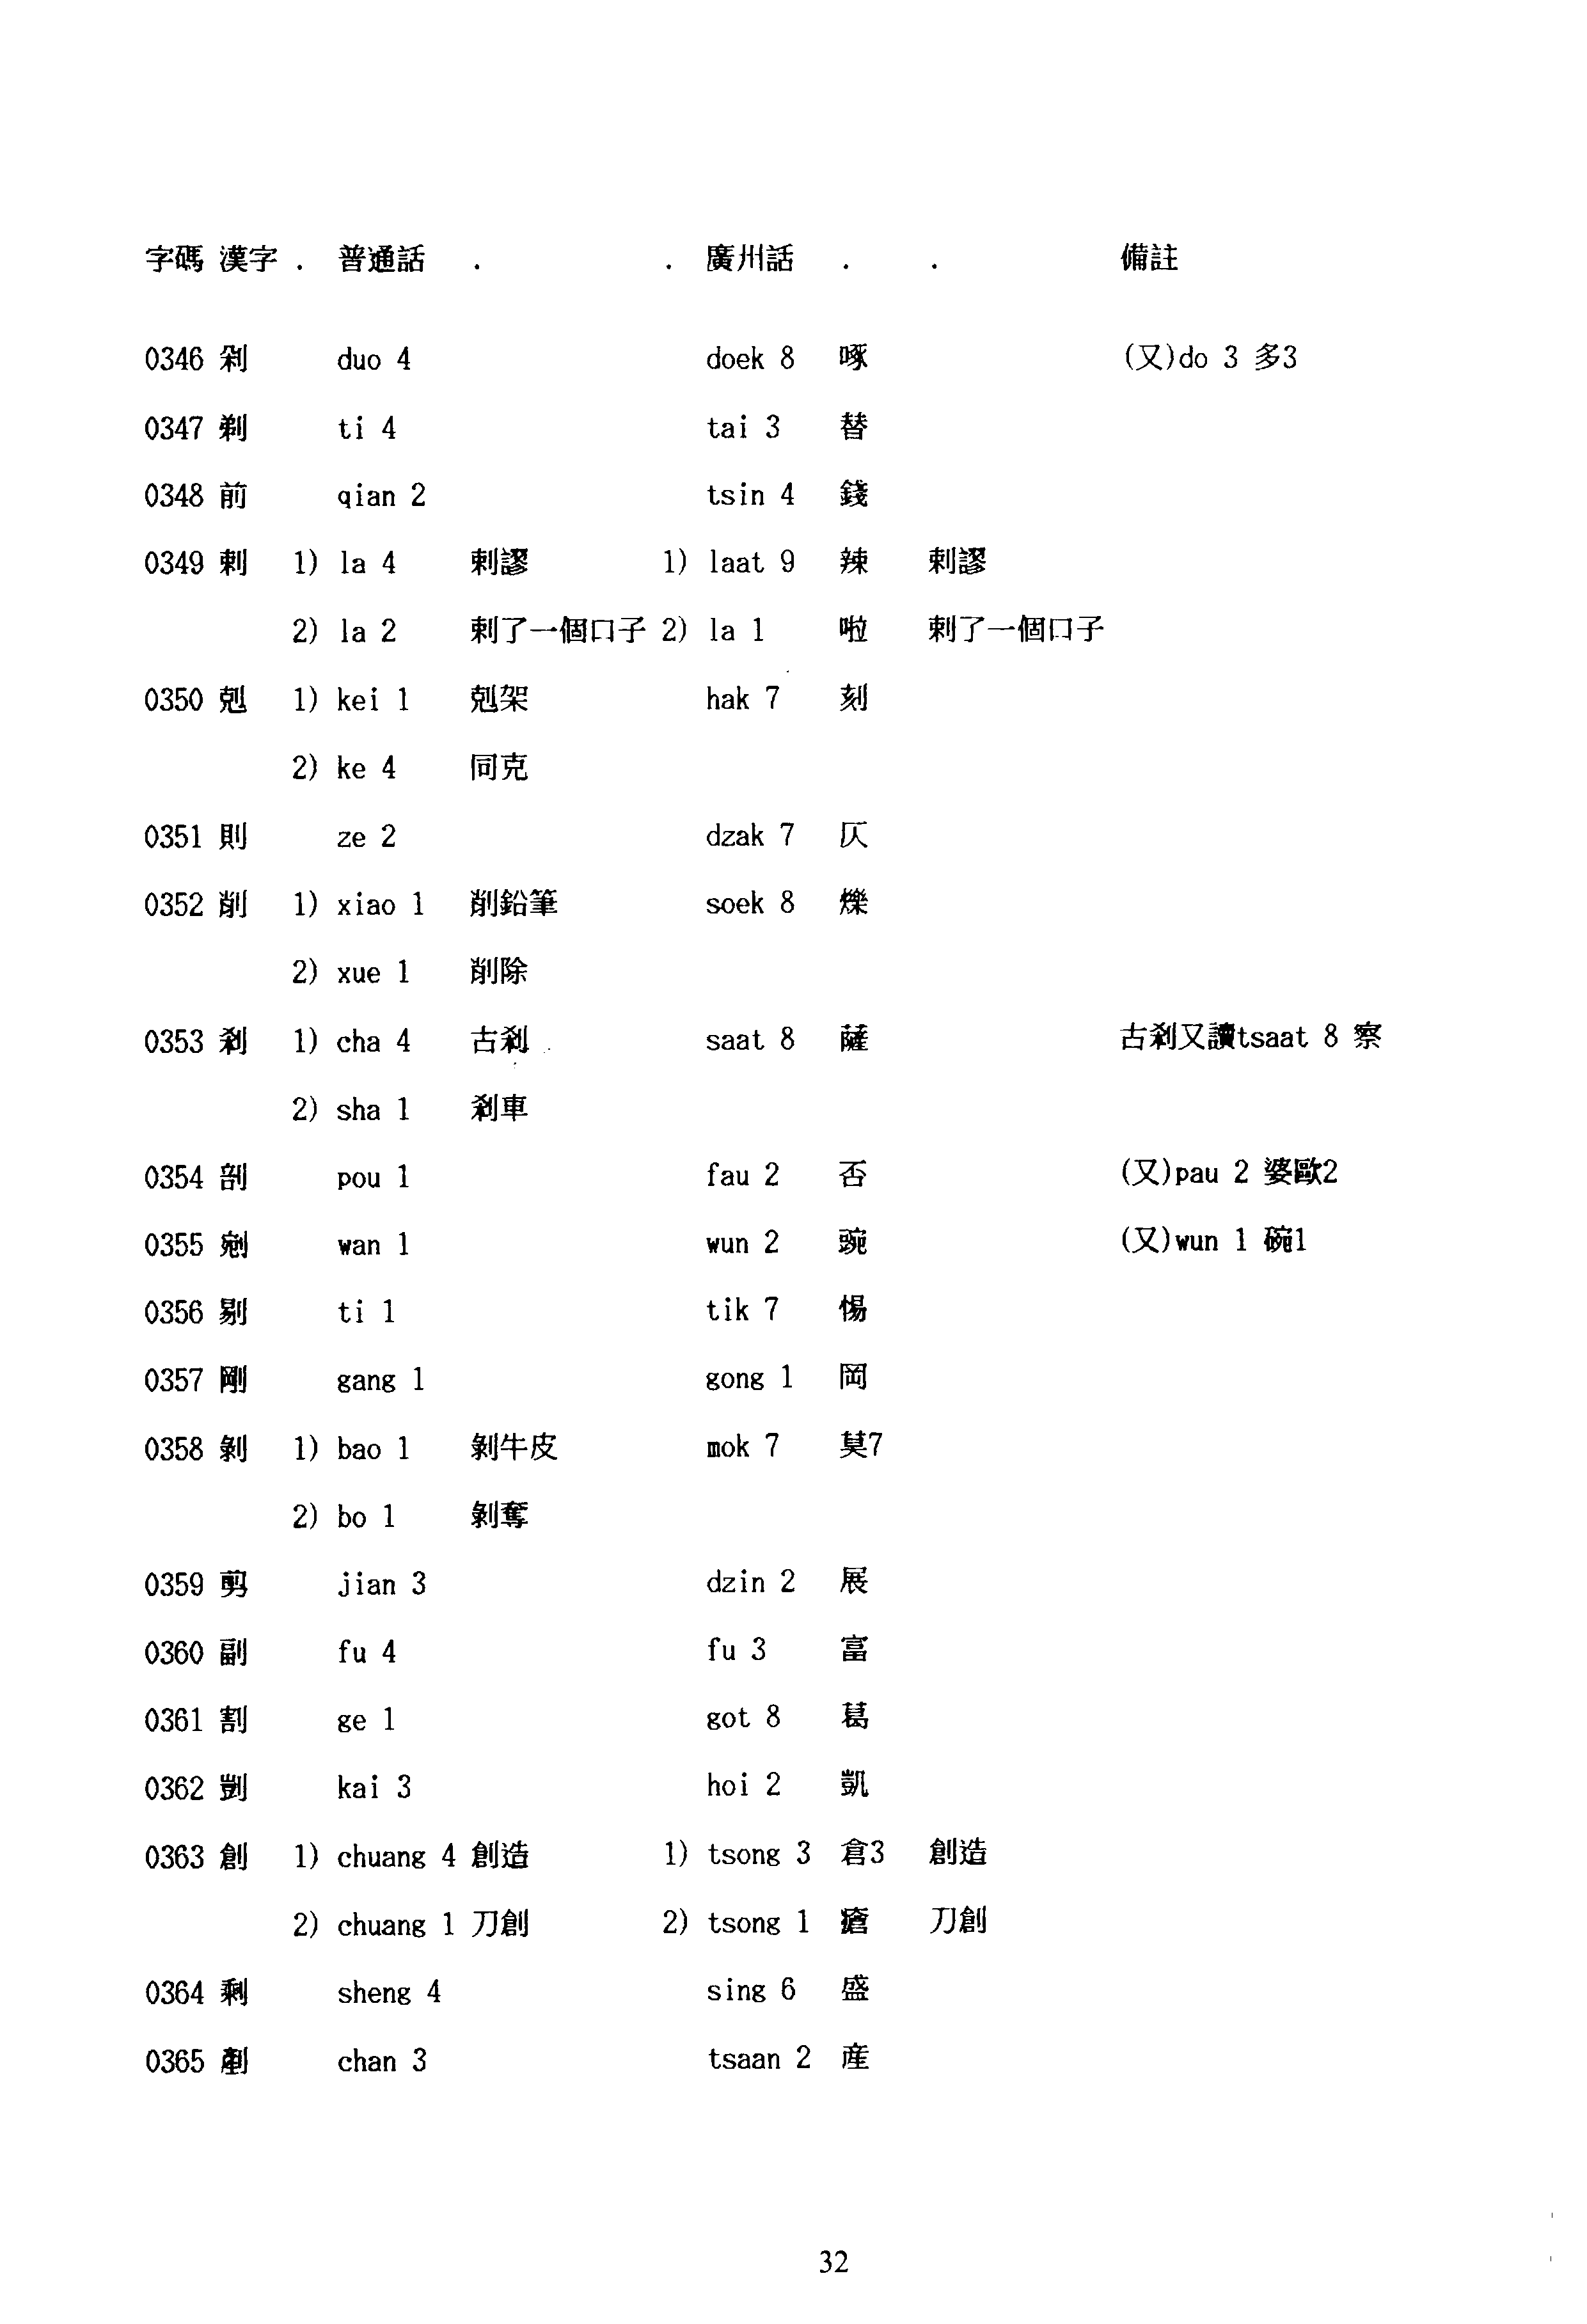 字碼 漢字 . 普通話 . . 廣州話 . . 備註
0346 剁 duo 4 doek 8 啄 (又)do 3 多3
0347 剃 ti 4 tai 3 替
0348 前 qian 2 tsin 4 錢
0349 剌 1) la 4 剌謬 1) laat 9 辣 剌謬
2) la 2 剌了一個口子 2) la 1 啦 剌了一個口子
0350 剋 1) kei 1 剋架 hak 7 刻
2) ke 4 同克
0351 則 ze 2 dzak 7 仄
0352 削 1) xiao 1 削鉛筆 soek 8 爍
2) xue 1 削除
0353 剎 1) cha 4 古剎 saat 8 薩 古剎又讀tsaat 8 察
2) sha 1 剎車
0354 剖 pou 1 fau 2 否 (又)pau 2 婆歐2
0355 剜 wan 1 wun 2 豌 (又)wun 1 碗1
0356 剔 ti 1 tik 7 惕
0357 剛 gang 1 gong 1 岡
0358 剝 1) bao 1 剝牛皮 mok 7 莫7
2) bo 1 剝奪
0359 剪 jian 3 dzin 2 展
0360 副 fu 4 fu 3 富
0361 割 ge 1 got 8 葛
0362 剴 kai 3 hoi 2 凱
0363 創 1) chuang 4 創造 1) tsong 3 倉3 創造
2) chuang 1 刀創 2) tsong 1 瘡 刀創
0364 剩 sheng 4 sing 6 盛
0365 剷 chan 3 tsaan 2 産
32